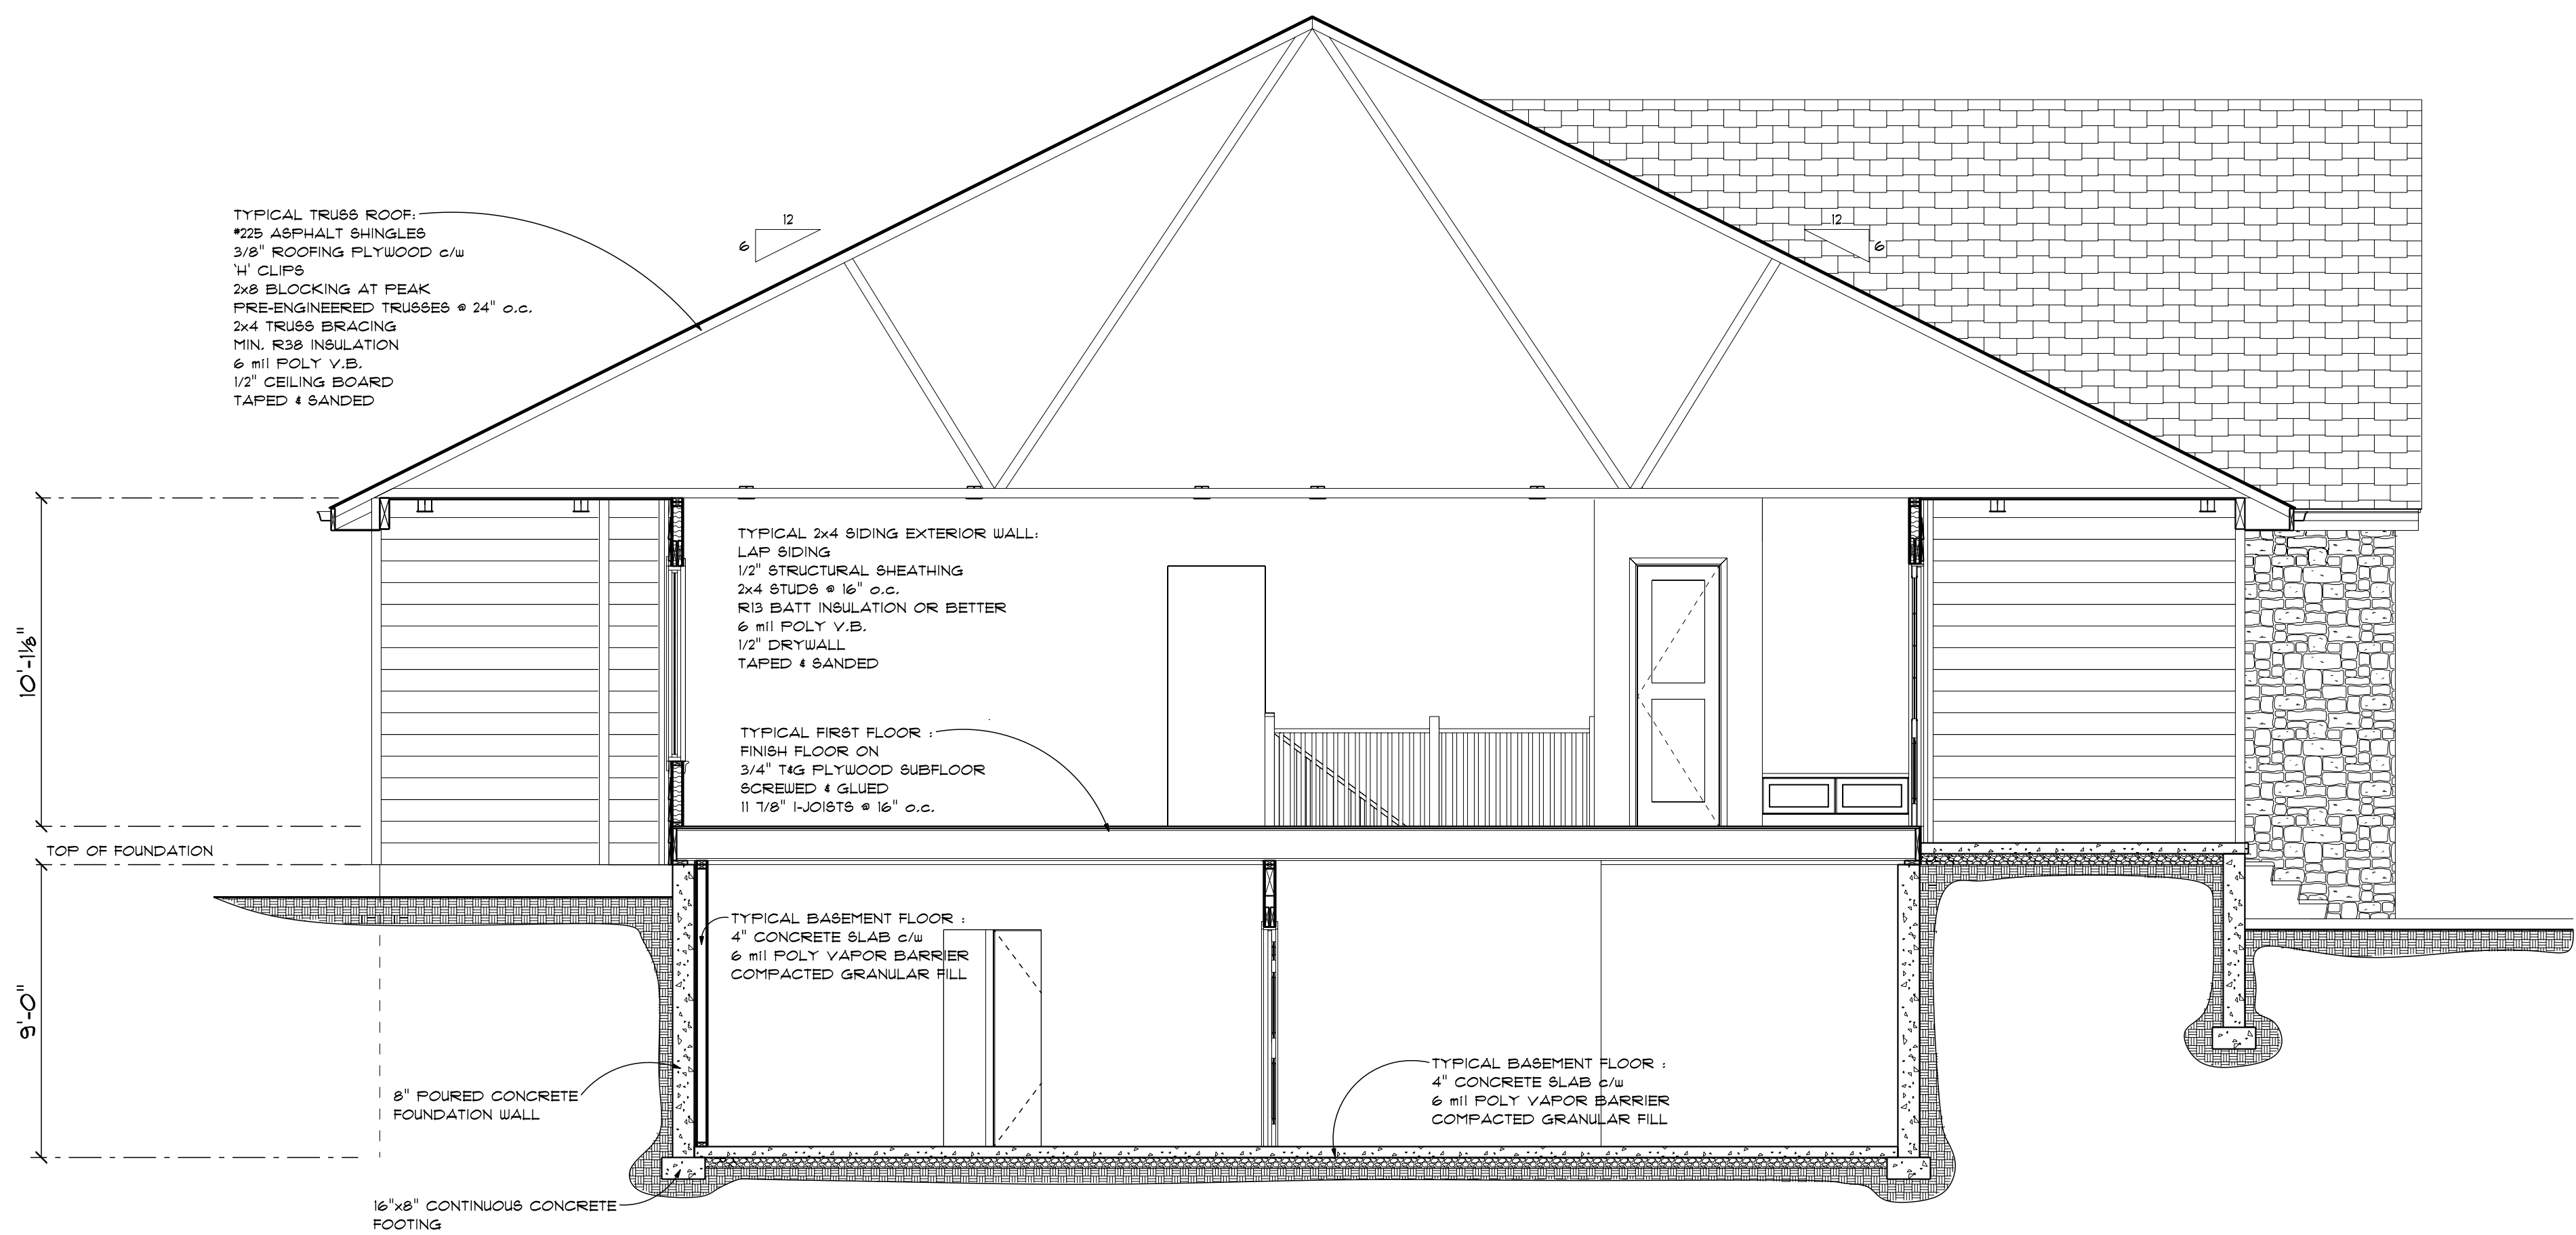 TYPICAL TRUSS ROOF:
#225 ASPHALT SHINGLES
3/8" ROOFING PLYWOOD c/w
'H' CLIPS
2x8 BLOCKING AT PEAK
PRE-ENGINEERED TRUSSES @ 24" o.c.
2x4 TRUSS BRACING
MIN. R38 INSULATION
6 mil POLY V.B.
1/2" CEILING BOARD
TAPED & SANDED
12
6
12
6
TYPICAL 2x4 SIDING EXTERIOR WALL:
LAP SIDING
1/2" STRUCTURAL SHEATHING
2x4 STUDS @ 16" o.c.
R13 BATT INSULATION OR BETTER
6 mil POLY V.B.
1/2" DRYWALL
TAPED & SANDED
10'-1⅛"
TYPICAL FIRST FLOOR :
FINISH FLOOR ON
3/4" T&G PLYWOOD SUBFLOOR
SCREWED & GLUED
11 7/8" I-JOISTS @ 16" o.c.
TOP OF FOUNDATION
9'-0"
TYPICAL BASEMENT FLOOR :
4" CONCRETE SLAB c/w
6 mil POLY VAPOR BARRIER
COMPACTED GRANULAR FILL
8" POURED CONCRETE
FOUNDATION WALL
TYPICAL BASEMENT FLOOR :
4" CONCRETE SLAB c/w
6 mil POLY VAPOR BARRIER
COMPACTED GRANULAR FILL
16"x8" CONTINUOUS CONCRETE
FOOTING